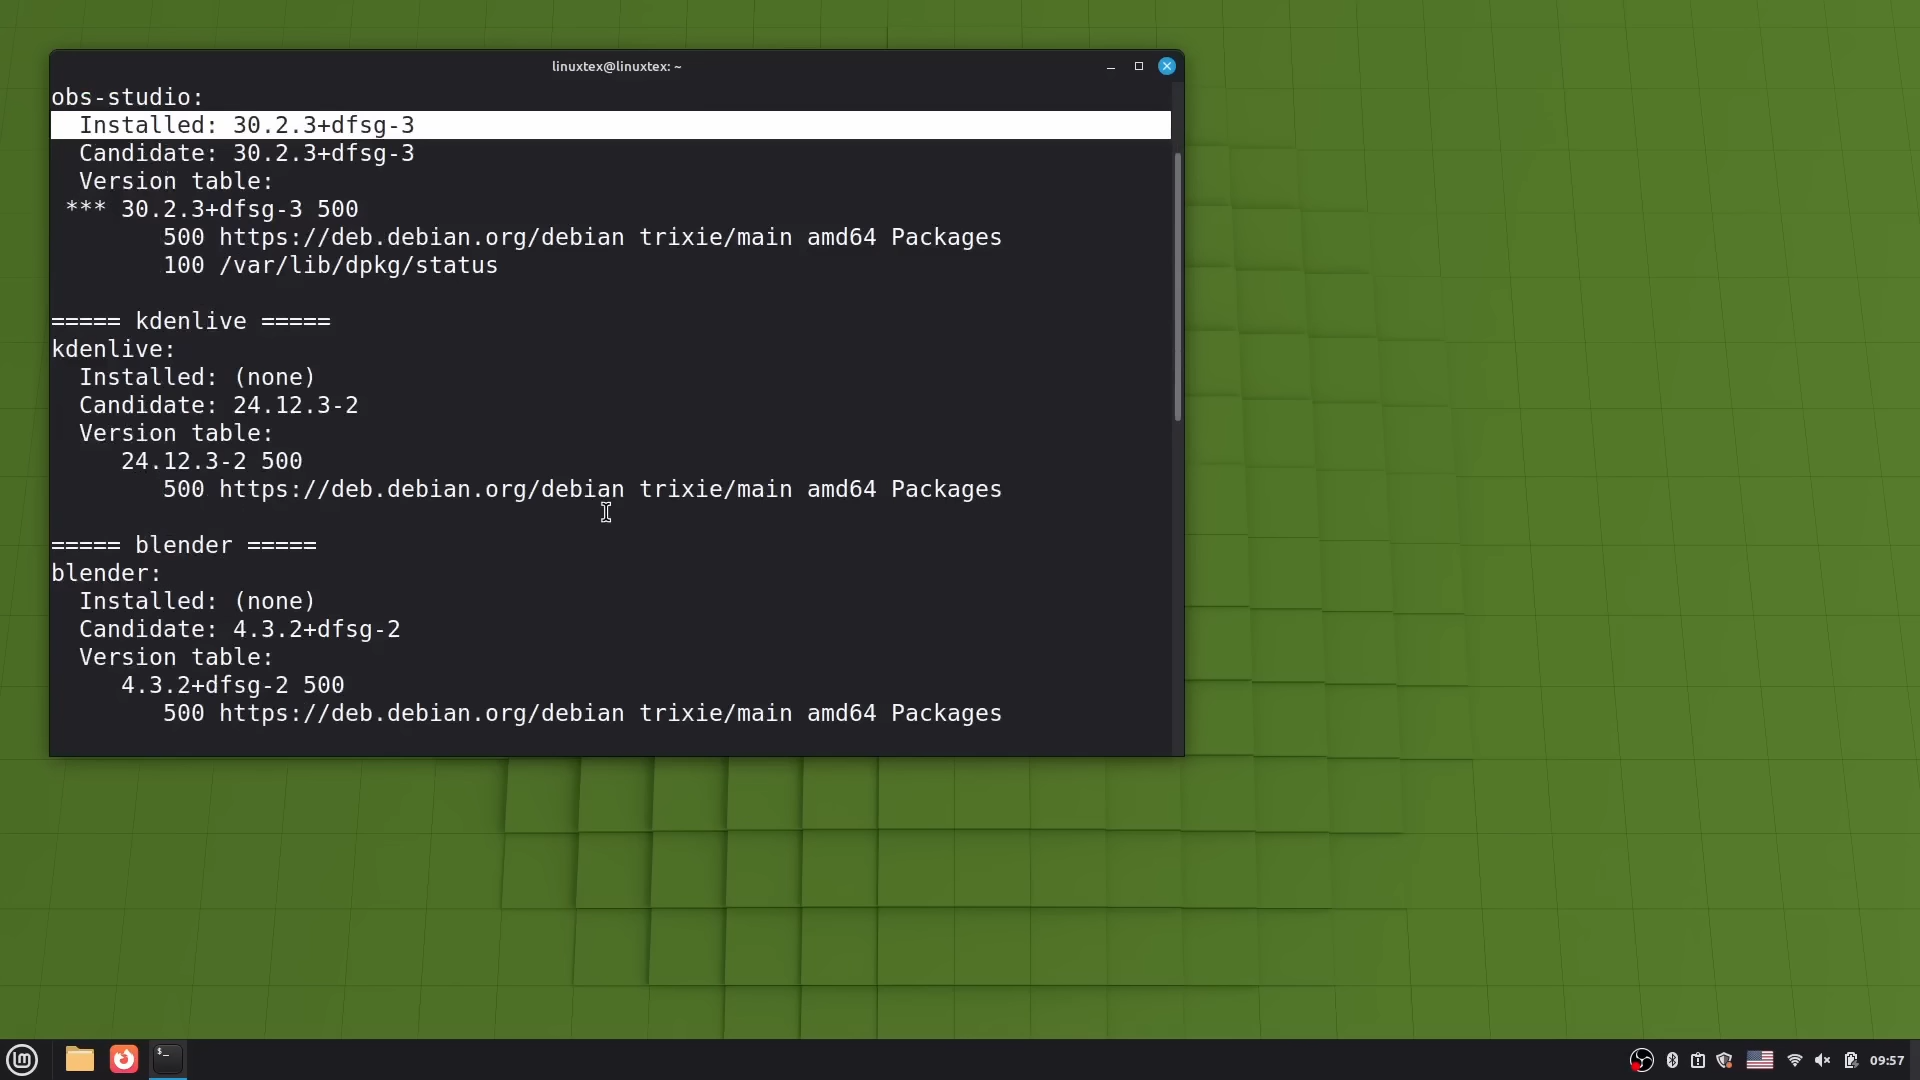 linuxtex@linuxtex: ~
obs-studio:
  Installed: 30.2.3+dfsg-3
  Candidate: 30.2.3+dfsg-3
  Version table:
 *** 30.2.3+dfsg-3 500
        500 https://deb.debian.org/debian trixie/main amd64 Packages
        100 /var/lib/dpkg/status
===== kdenlive =====
kdenlive:
  Installed: (none)
  Candidate: 24.12.3-2
  Version table:
     24.12.3-2 500
        500 https://deb.debian.org/debian trixie/main amd64 Packages
===== blender =====
blender:
  Installed: (none)
  Candidate: 4.3.2+dfsg-2
  Version table:
     4.3.2+dfsg-2 500
        500 https://deb.debian.org/debian trixie/main amd64 Packages
$_
09:57